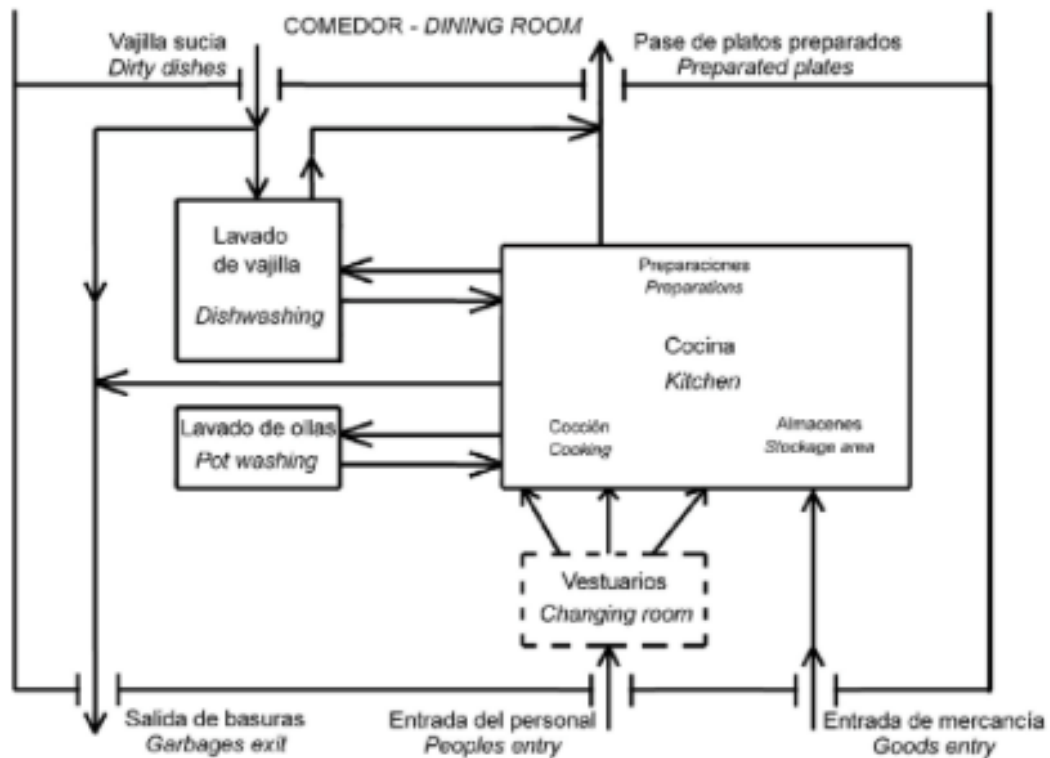 COMEDOR - DINING ROOM
Vajilla sucia
Dirty dishes
Pase de platos preparados
Preparated plates
Lavado
de vajilla
Dishwashing
Preparaciones
Preparations
Cocina
Kitchen
Lavado de ollas
Pot washing
Cocción
Cooking
Almacenes
Stockage area
Vestuarios
Changing room
Salida de basuras
Garbages exit
Entrada del personal
Peoples entry
Entrada de mercancía
Goods entry